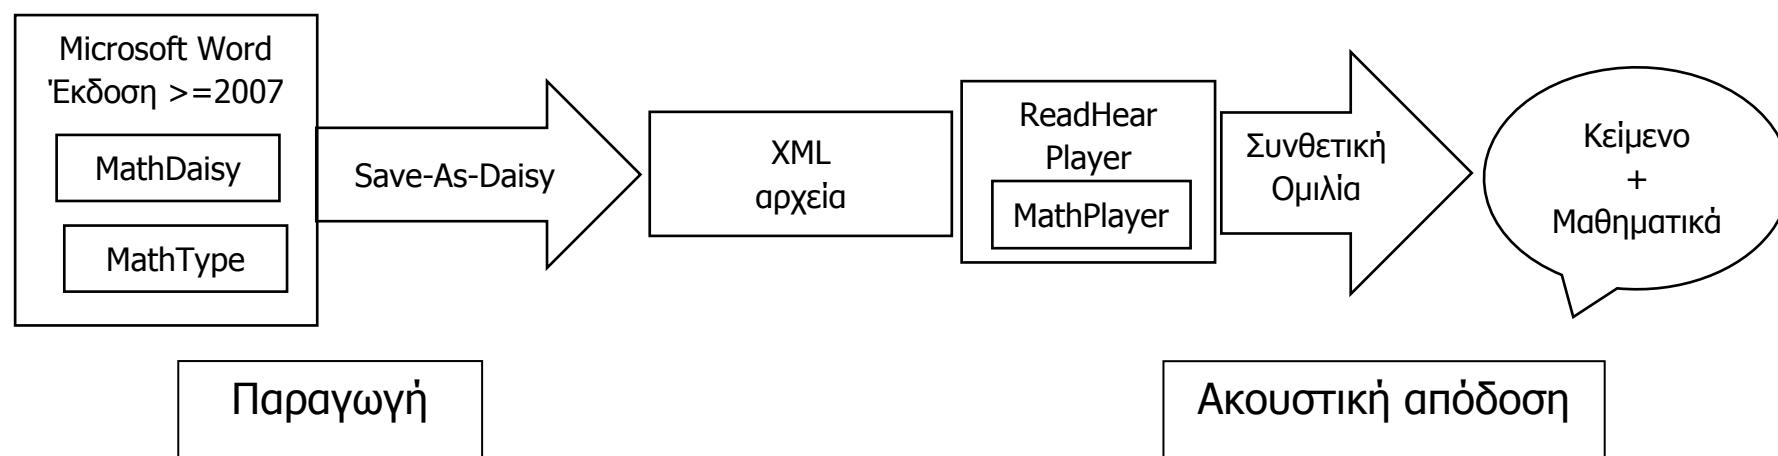 Microsoft Word
Έκδοση >=2007
MathDaisy
MathType
Save-As-Daisy
XML
αρχεία
ReadHear
Player
MathPlayer
Συνθετική
Ομιλία
Κείμενο
+
Μαθηματικά
Παραγωγή
Ακουστική απόδοση